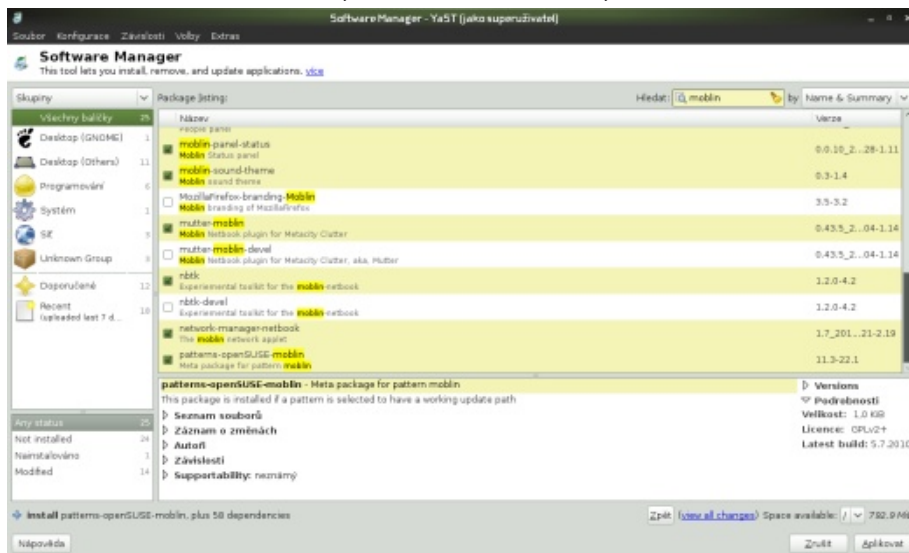 Software Manager - YaST (jako superuživatel)
Soubor Konfigurace Závislosti Volby Extras
Software Manager
This tool lets you install, remove, and update applications. více
Skupiny
Package listing:
Hledat: moblin by Name & Summary
Všechny balíčky 25
Desktop (GNOME) 1
Desktop (Others) 11
Programování 6
Systém 1
Síť
Unknown Group
Doporučené 12
Recent 10
(uploaded last 7 d...
Název Verze
People panel
moblin-panel-status 0.0.10_2...28-1.11
Moblin Status panel
moblin-sound-theme 0.3-1.4
Moblin sound theme
MozillaFirefox-branding-Moblin 3.5-3.2
Moblin branding of MozillaFirefox
mutter-moblin 0.43.5_2...04-1.14
Moblin Netbook plugin for Metacity Clutter
mutter-moblin-devel 0.43.5_2...04-1.14
Moblin Netbook plugin for Metacity Clutter, aka, Mutter
nbtk 1.2.0-4.2
Experiemental toolkit for the moblin-netbook
nbtk-devel 1.2.0-4.2
Experiemental toolkit for the moblin-netbook
network-manager-netbook 1.7_201...21-2.19
The moblin network applet
patterns-openSUSE-moblin 11.3-22.1
Meta package for pattern moblin
Any status 25
Not installed 24
Nainstalováno 1
Modified 14
patterns-openSUSE-moblin - Meta package for pattern moblin
This package is installed if a pattern is selected to have a working update path
Seznam souborů
Záznam o změnách
Autoři
Závislosti
Supportability: neznámý
Versions
Podrobnosti
Velikost: 1,0 KiB
Licence: GPLv2+
Latest build: 5.7.2010
Install patterns-openSUSE-moblin, plus 58 dependencies
Zpět (view all changes) Space available: / 792.9
Nápověda Zrušit Aplikovat